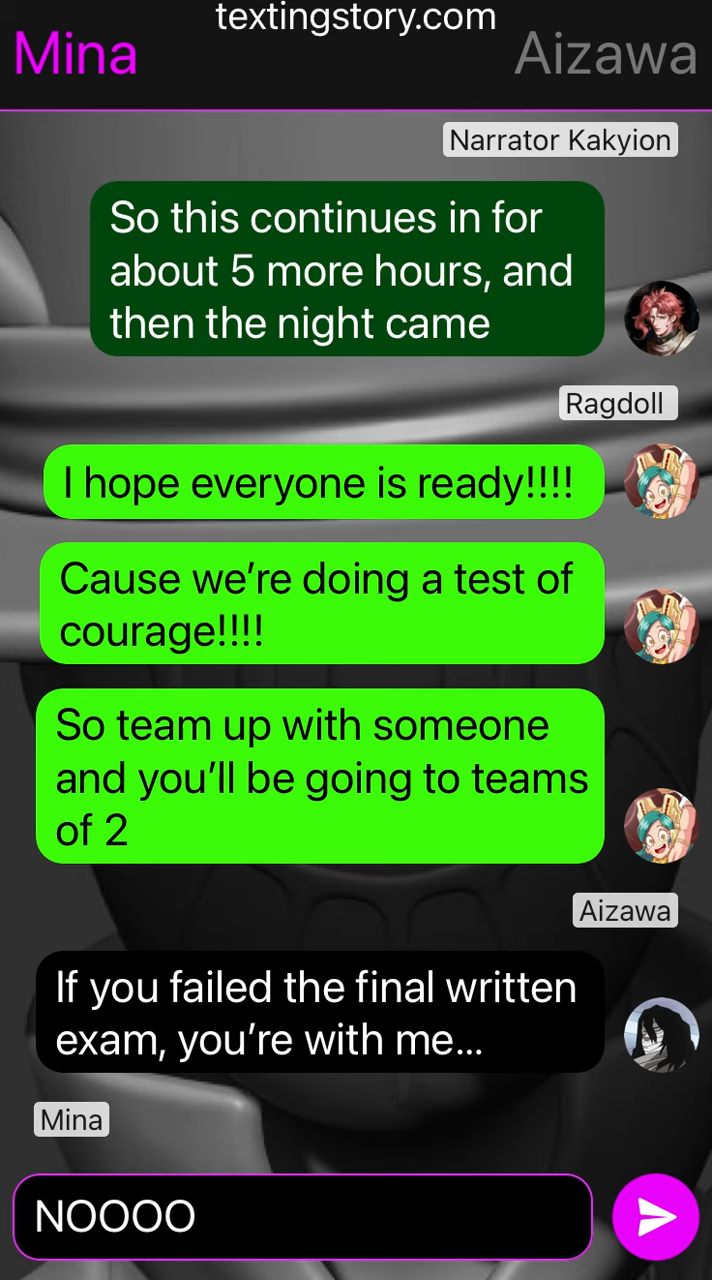 textingstory.com
Mina
Aizawa
Narrator Kakyion
So this continues in for
about 5 more hours, and
then the night came
Ragdoll
I hope everyone is ready!!!!
Cause we’re doing a test of
courage!!!!
So team up with someone
and you’ll be going to teams
of 2
Aizawa
If you failed the final written
exam, you’re with me...
Mina
NOOOO